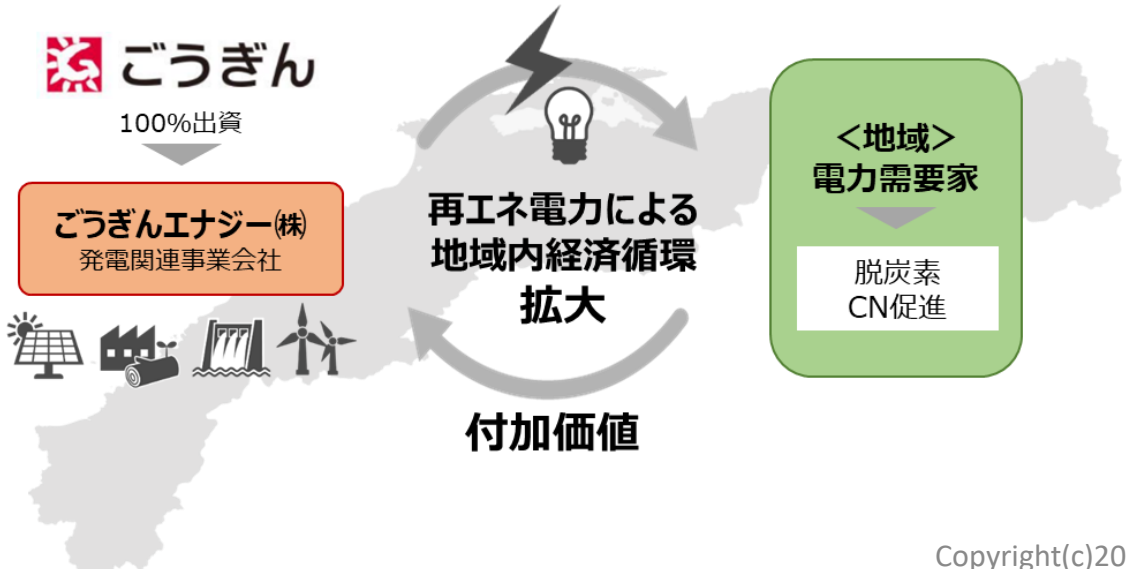 ごうぎん
100%出資
ごうぎんエナジー㈱
発電関連事業会社
再エネ電力による
地域内経済循環
拡大
付加価値
＜地域＞
電力需要家
脱炭素
CN促進
Copyright(c)20